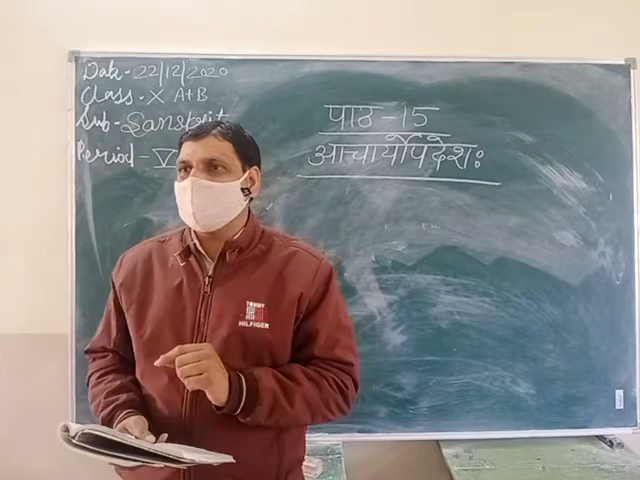 Date - 22/12/2020
Class - X A+B
Sub - Sanskrit
Period - V
पाठ - 15
आचार्योपदेशः
TOMMY
HILFIGER